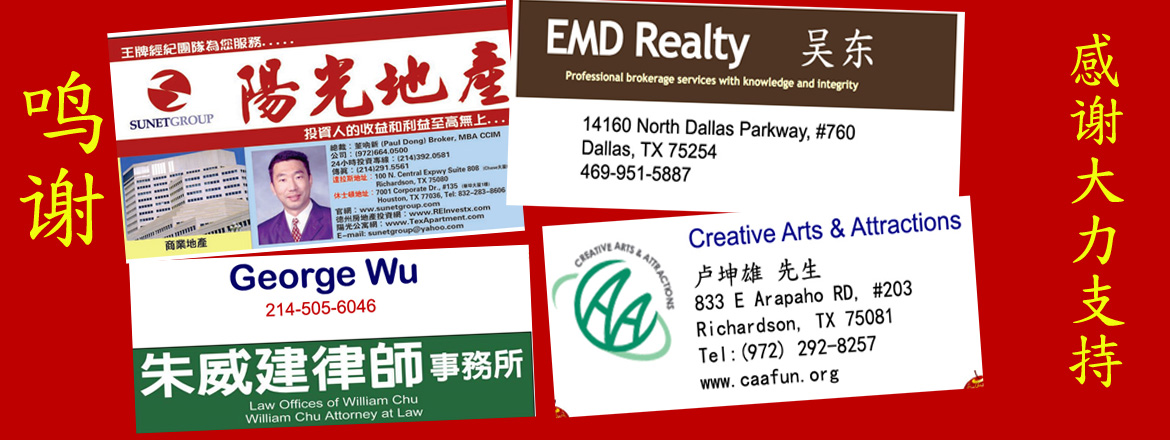 鸣谢
王牌經紀團隊為您服務.....
SUNETGROUP
陽光地產
投資人的收益和利益至高無上...
(Paul Dong) Broker, MBA CCIM
公司：(972)664.0500
24小時投資專線：(214)392.0581
傳真：(214)291.5561
達拉斯地址：100 N. Central Expwy Suite 808
Richardson, TX 75080
休士頓地址：7001 Corporate Dr., #135
Houston, TX 77036, Tel: 832-283-8606
官網：ww.sunetgroup.com
德州房地產投資網：www.REInvestx.com
陽光公寓網：www.TexApartment.com
E-mail: sunetgroup@yahoo.com
商業地產
EMD Realty 吴东
Professional brokerage services with knowledge and integrity
14160 North Dallas Parkway, #760
Dallas, TX 75254
469-951-5887
George Wu
214-505-6046
朱威建律師事務所
Law Offices of William Chu
William Chu Attorney at Law
CREATIVE ARTS & ATTRACTIONS
CAA
Creative Arts & Attractions
卢坤雄 先生
833 E Arapaho RD, #203
Richardson, TX 75081
Tel:(972) 292-8257
www.caafun.org
感谢大力支持